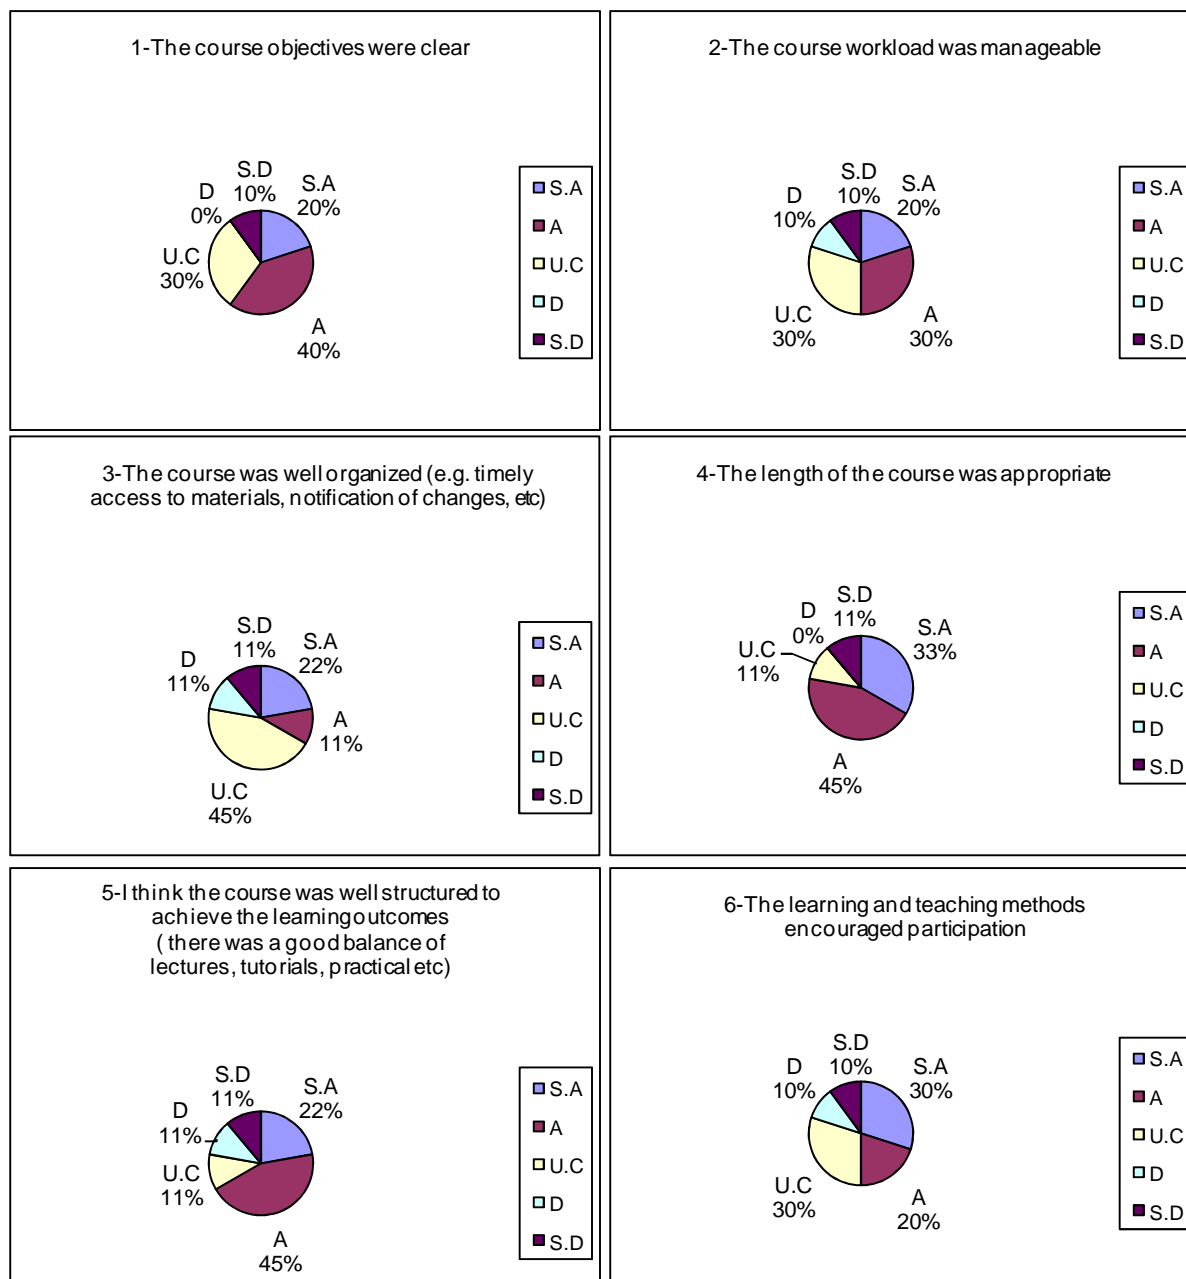 1-The course objectives were clear
S.D
10%
S.A
20%
D
0%
U.C
30%
A
40%
S.A
A
U.C
D
S.D
2-The course workload was manageable
S.D
10%
S.A
20%
D
10%
U.C
30%
A
30%
S.A
A
U.C
D
S.D
3-The course was well organized (e.g. timely
access to materials, notification of changes, etc)
S.D
11%
S.A
22%
D
11%
A
11%
U.C
45%
S.A
A
U.C
D
S.D
4-The length of the course was appropriate
S.D
11%
D
0%
S.A
33%
U.C
11%
A
45%
S.A
A
U.C
D
S.D
5-I think the course was well structured to
achieve the learning outcomes
( there was a good balance of
lectures, tutorials, practical etc)
S.D
11%
S.A
22%
D
11%
U.C
11%
A
45%
S.A
A
U.C
D
S.D
6-The learning and teaching methods
encouraged participation
S.D
10%
S.A
30%
D
10%
U.C
30%
A
20%
S.A
A
U.C
D
S.D